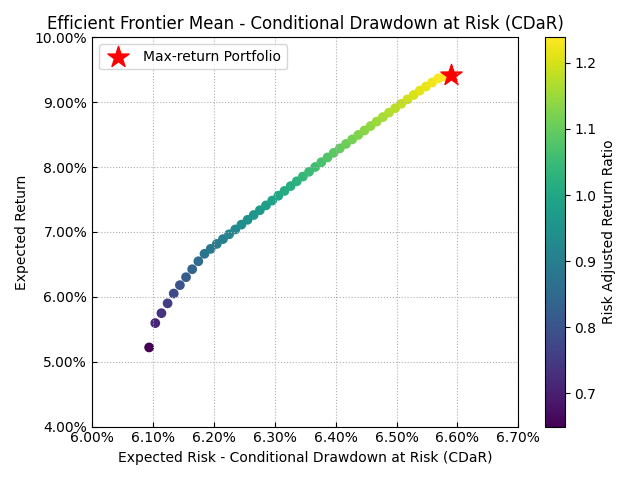 Efficient Frontier Mean - Conditional Drawdown at Risk (CDaR)
Max-return Portfolio
10.00%
9.00%
8.00%
7.00%
6.00%
5.00%
4.00%
Expected Return
6.00% 6.10% 6.20% 6.30% 6.40% 6.50% 6.60% 6.70%
Expected Risk - Conditional Drawdown at Risk (CDaR)
1.2
1.1
1.0
0.9
0.8
0.7
Risk Adjusted Return Ratio